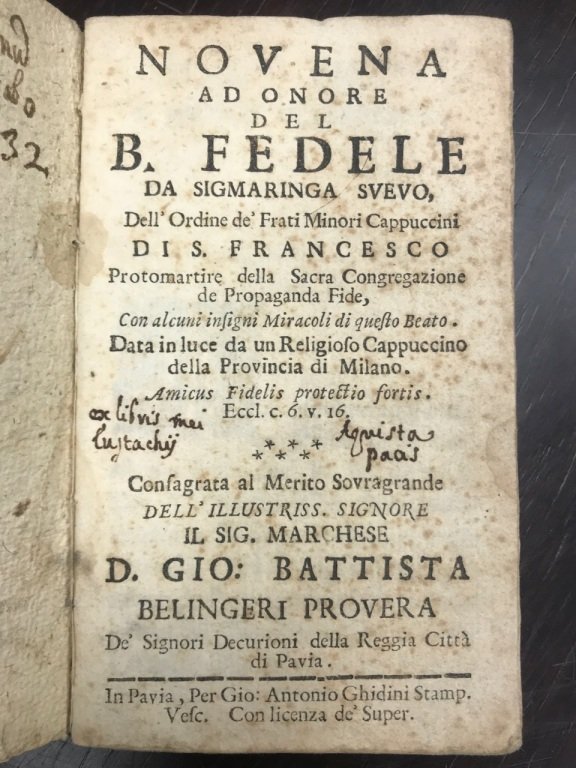 NOVENA
AD ONORE
DEL
B. FEDELE
DA SIGMARINGA SVEVO,
Dell' Ordine de' Frati Minori Cappuccini
DI S. FRANCESCO
Protomartire della Sacra Congregazione
de Propaganda Fide,
Con alcuni inſigni Miracoli di queſto Beato.
Data in luce da un Religioſo Cappuccino
della Provincia di Milano.
Amicus Fidelis protectio fortis.
Eccl. c. 6. v. 16.
ex libris mei
Eustachij
Conſagrata al Merito Sovragrande
DELL' ILLUSTRISS. SIGNORE
IL SIG. MARCHESE
D. GIO: BATTISTA
BELINGERI PROVERA
De' Signori Decurioni della Reggia Città
di Pavia.
In Pavia, Per Gio: Antonio Ghidini Stamp.
Veſc. Con licenza de' Super.
32